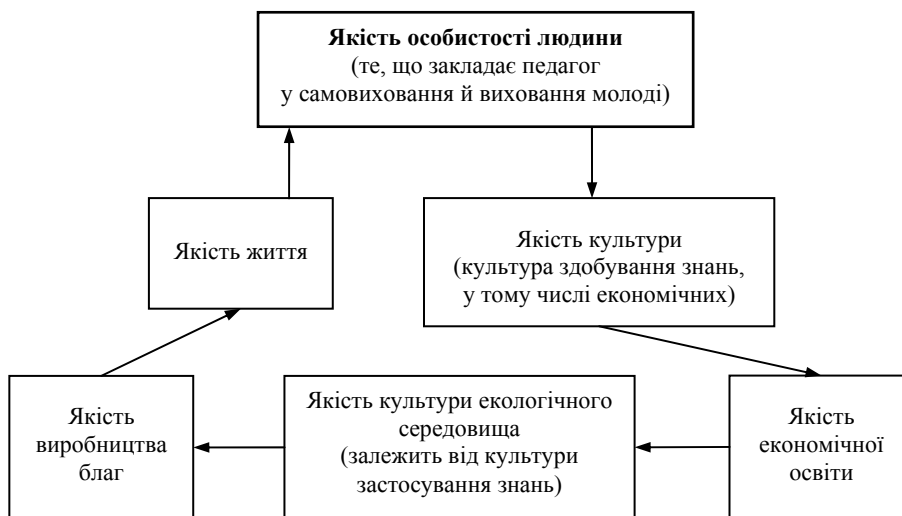 Якість особистості людини
(те, що закладає педагог
у самовиховання й виховання молоді)
Якість життя
Якість культури
(культура здобування знань,
у тому числі економічних)
Якість
виробництва
благ
Якість культури екологічного
середовища
(залежить від культури
застосування знань)
Якість
економічної
освіти